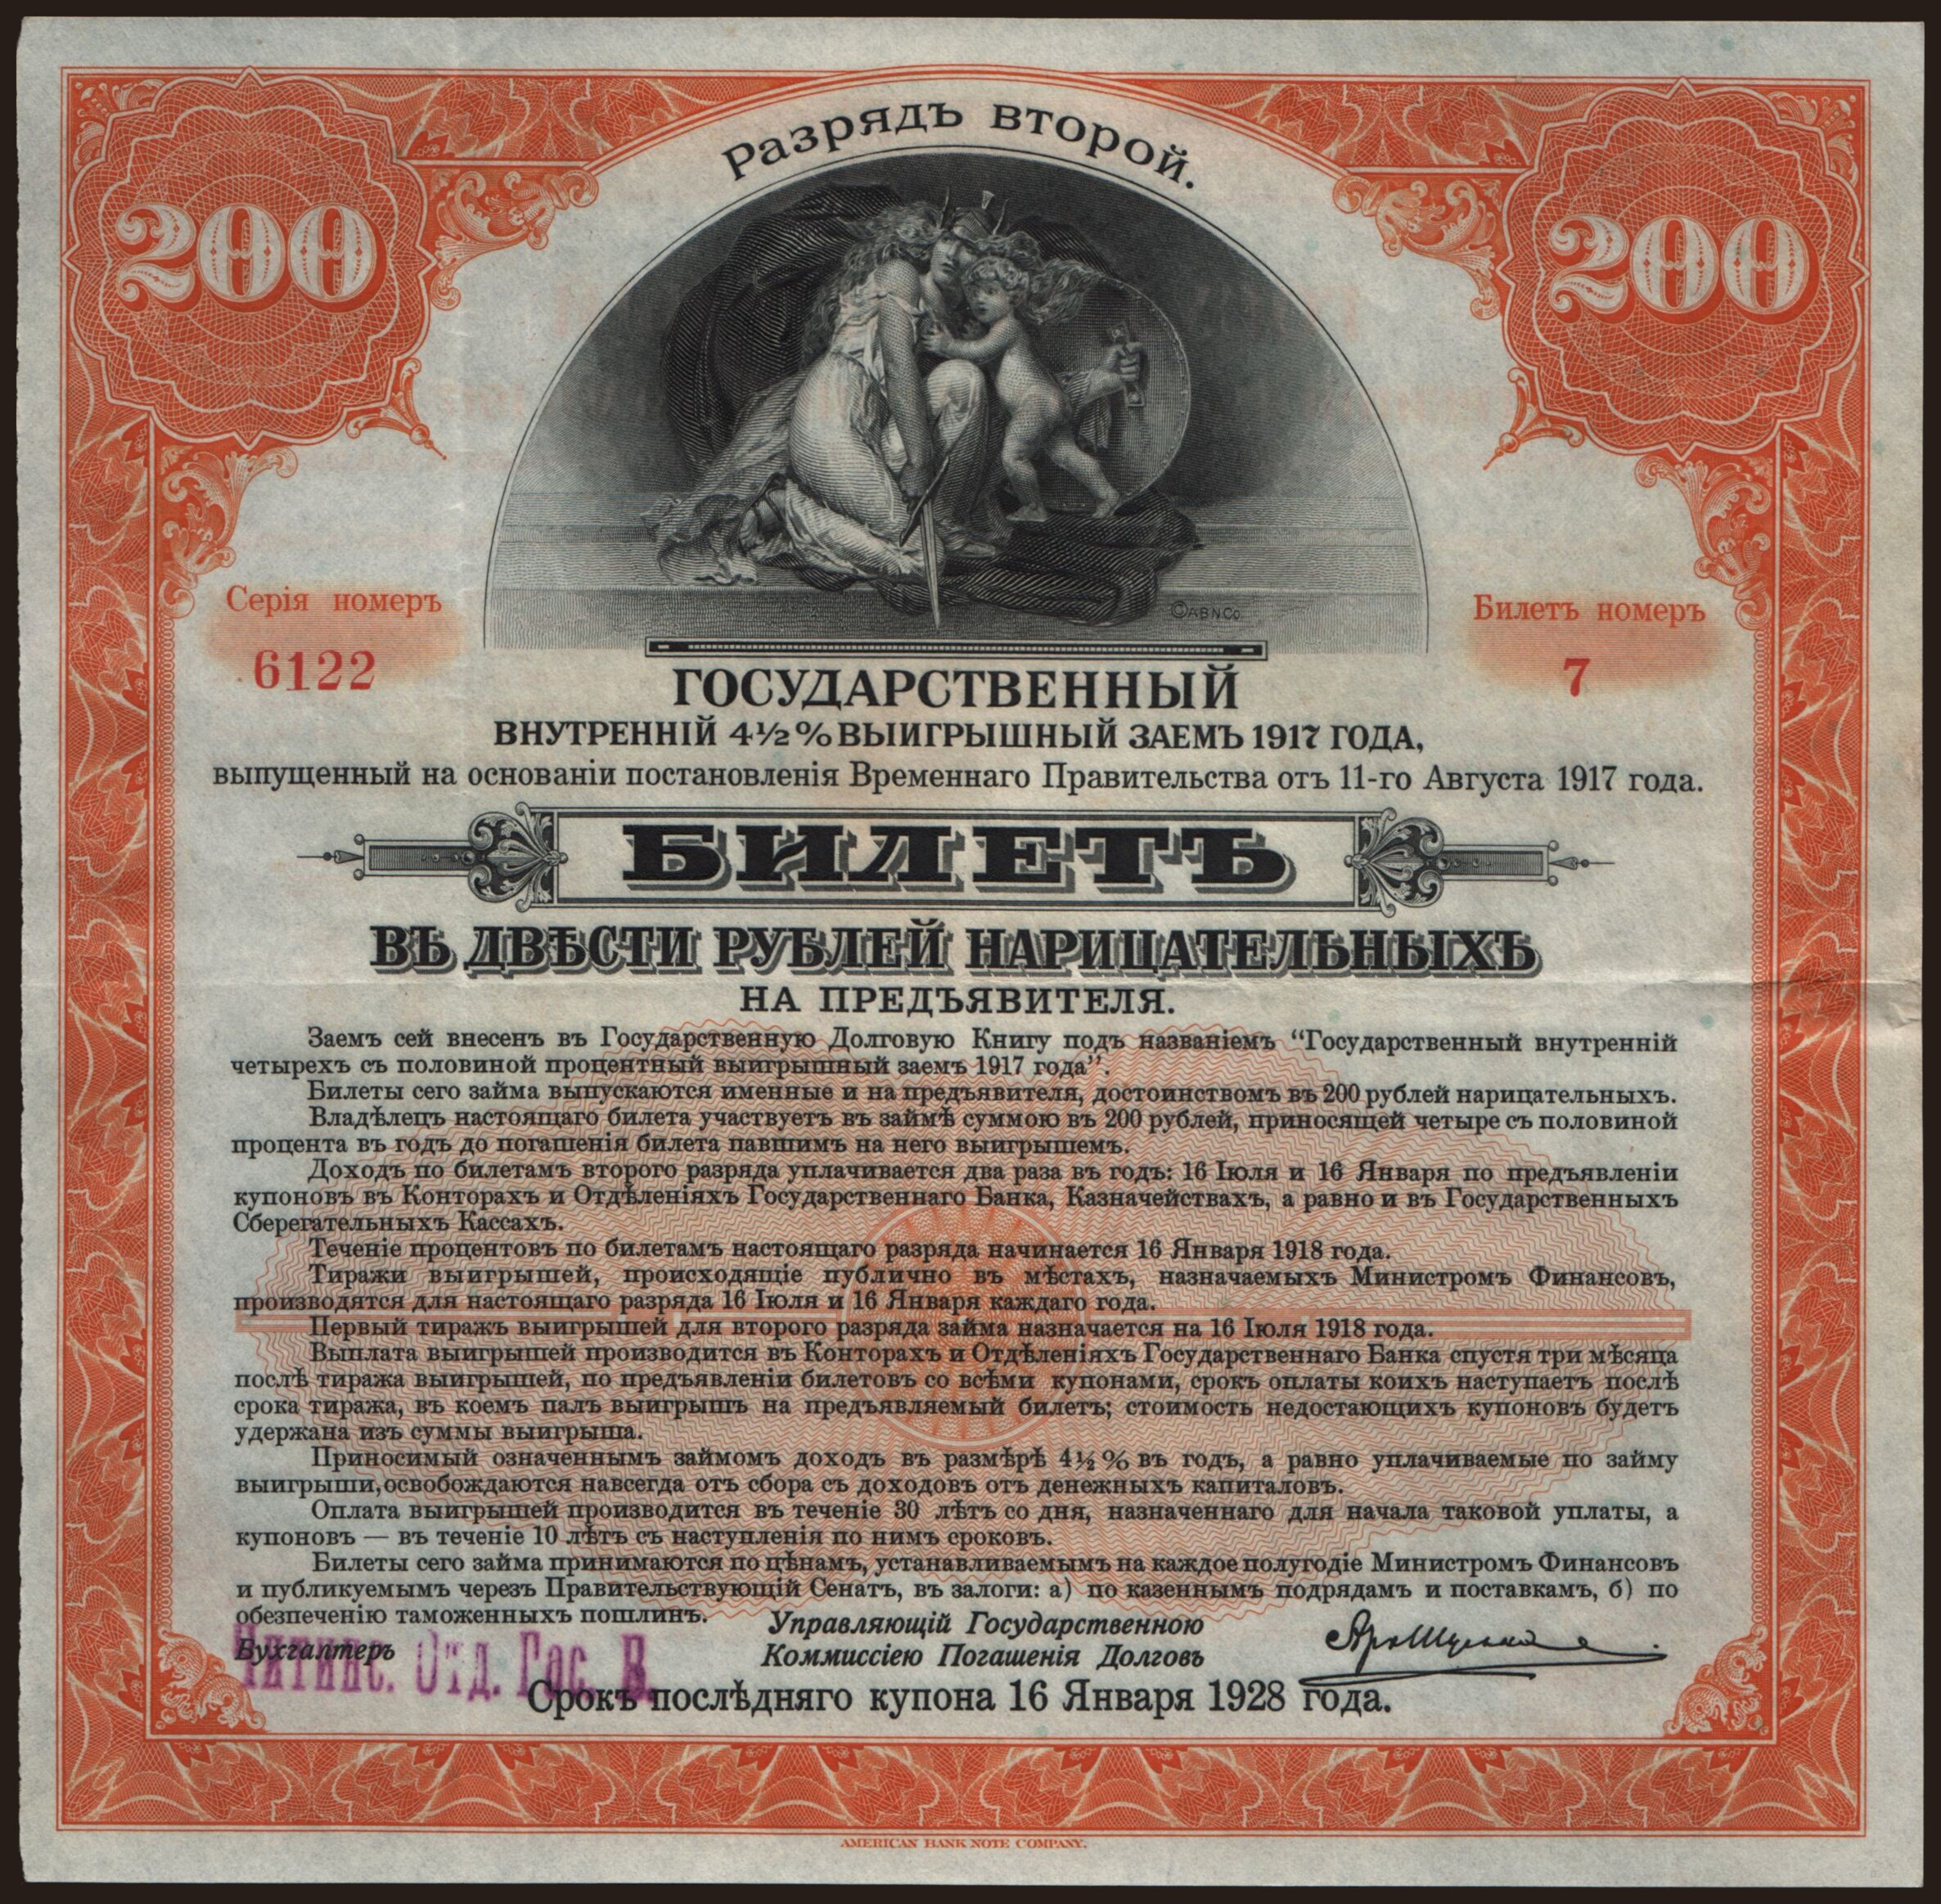 Разрядъ второй.
200
200
Серія номеръ
6122
Билетъ номеръ
7
©ABNCo.
ГОСУДАРСТВЕННЫЙ
ВНУТРЕННІЙ 4½% ВЫИГРЫШНЫЙ ЗАЕМЪ 1917 ГОДА,
выпущенный на основаніи постановленія Временнаго Правительства отъ 11-го Августа 1917 года.
БИЛЕТЪ
ВЪ ДВѢСТИ РУБЛЕЙ НАРИЦАТЕЛЬНЫХЪ
НА ПРЕДЪЯВИТЕЛЯ.
Заемъ сей внесенъ въ Государственную Долговую Книгу подъ названіемъ “Государственный внутренній
четырехъ съ половиной процентный выигрышный заемъ 1917 года”.
Билеты сего займа выпускаются именные и на предъявителя, достоинствомъ въ 200 рублей нарицательныхъ.
Владѣлецъ настоящаго билета участвуетъ въ займѣ суммою въ 200 рублей, приносящей четыре съ половиной
процента въ годъ до погашенія билета павшимъ на него выигрышемъ.
Доходъ по билетамъ второго разряда уплачивается два раза въ годъ: 16 Іюля и 16 Января по предъявленіи
купоновъ въ Конторахъ и Отдѣленіяхъ Государственнаго Банка, Казначействахъ, а равно и въ Государственныхъ
Сберегательныхъ Кассахъ.
Теченіе процентовъ по билетамъ настоящаго разряда начинается 16 Января 1918 года.
Тиражи выигрышей, происходящіе публично въ мѣстахъ, назначаемыхъ Министромъ Финансовъ,
производятся для настоящаго разряда 16 Іюля и 16 Января каждаго года.
Первый тиражъ выигрышей для второго разряда займа назначается на 16 Іюля 1918 года.
Выплата выигрышей производится въ Конторахъ и Отдѣленіяхъ Государственнаго Банка спустя три мѣсяца
послѣ тиража выигрышей, по предъявленіи билетовъ со всѣми купонами, срокъ оплаты коихъ наступаетъ послѣ
срока тиража, въ коемъ палъ выигрышъ на предъявляемый билетъ; стоимость недостающихъ купоновъ будетъ
удержана изъ суммы выигрыша.
Приносимый означеннымъ займомъ доходъ въ размѣрѣ 4½% въ годъ, а равно уплачиваемые по займу
выигрыши, освобождаются навсегда отъ сбора съ доходовъ отъ денежныхъ капиталовъ.
Оплата выигрышей производится въ теченіе 30 лѣтъ со дня, назначеннаго для начала таковой уплаты, а
купоновъ — въ теченіе 10 лѣтъ съ наступленія по нимъ сроковъ.
Билеты сего займа принимаются по цѣнамъ, устанавливаемымъ на каждое полугодіе Министромъ Финансовъ
и публикуемымъ черезъ Правительствующій Сенатъ, въ залоги: а) по казеннымъ подрядамъ и поставкамъ, б) по
обезпеченію таможенныхъ пошлинъ.
Управляющій Государственною
Коммиссіею Погашенія Долговъ
Бухгалтеръ
Читинс. Отд. Гос. Б.
Срокъ послѣдняго купона 16 Января 1928 года.
AMERICAN BANK NOTE COMPANY.